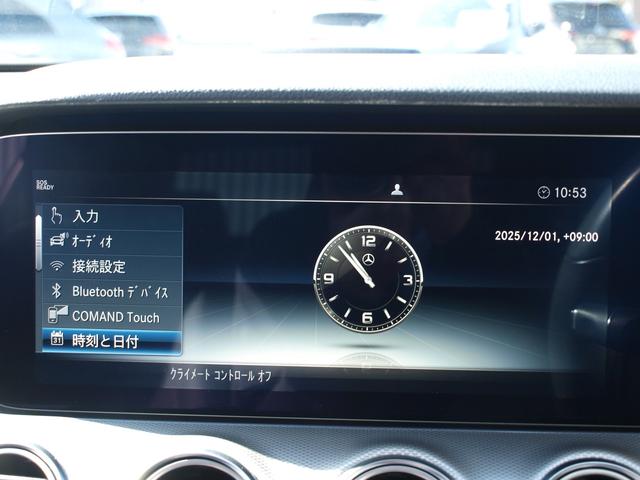 SOS
READY
10:53
入力
オーディオ
接続設定
Bluetooth デバイス
COMAND Touch
31
時刻と日付
2025/12/01, +09:00
12
9
3
6
クライメート コントロール オフ